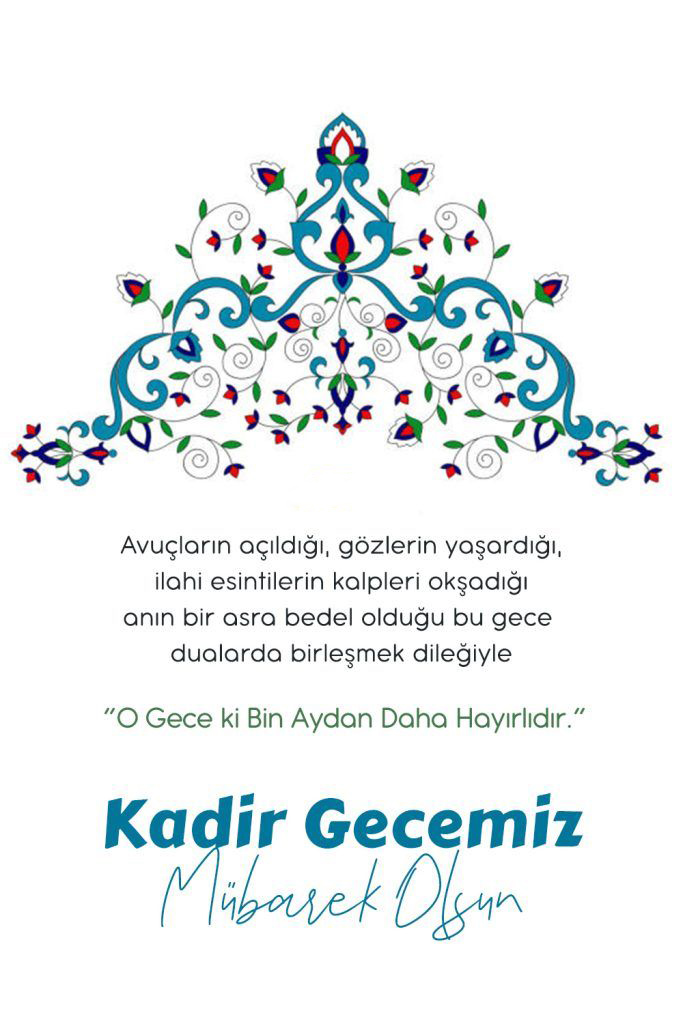 Avuçların açıldığı, gözlerin yaşardığı,
ilahi esintilerin kalpleri okşadığı
anın bir asra bedel olduğu bu gece
dualarda birleşmek dileğiyle
"O Gece ki Bin Aydan Daha Hayırlıdır."
Kadir Gecemiz
Mübarek Olsun